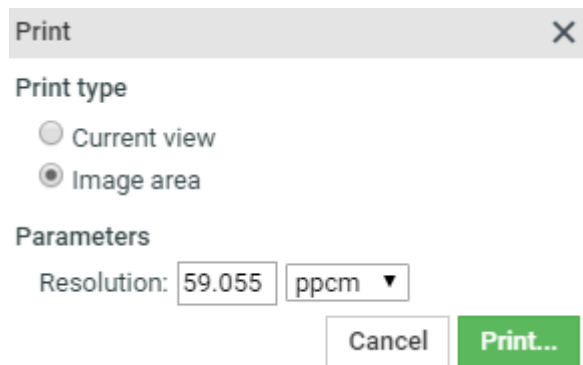 Print
Print type
Current view
Image area
Parameters
Resolution: 59.055 ppcm
Cancel Print...